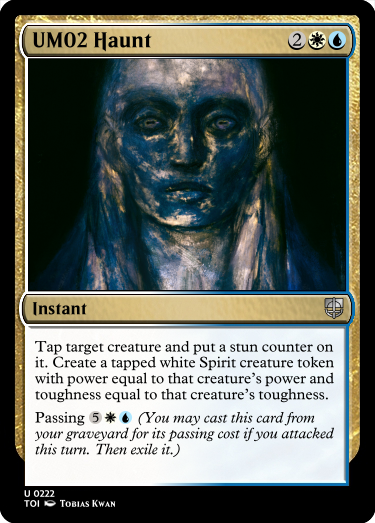 UM02 Haunt 2
Instant
Tap target creature and put a stun counter on
it. Create a tapped white Spirit creature token
with power equal to that creature's power and
toughness equal to that creature's toughness.
Passing 5 (You may cast this card from
your graveyard for its passing cost if you attacked
this turn. Then exile it.)
U 0222
TOI Tobias Kwan